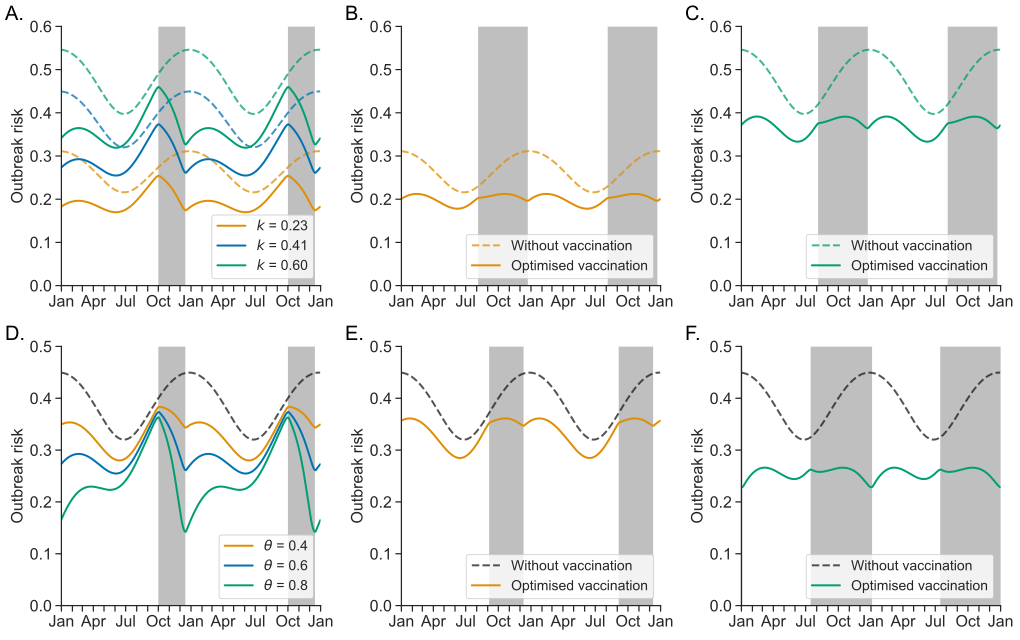 A.
Outbreak risk
0.6
0.5
0.4
0.3
0.2
0.1
0.0
Jan Apr Jul Oct Jan Apr Jul Oct Jan
k = 0.23
k = 0.41
k = 0.60
B.
Outbreak risk
0.6
0.5
0.4
0.3
0.2
0.1
0.0
Jan Apr Jul Oct Jan Apr Jul Oct Jan
Without vaccination
Optimised vaccination
C.
Outbreak risk
0.6
0.5
0.4
0.3
0.2
0.1
0.0
Jan Apr Jul Oct Jan Apr Jul Oct Jan
Without vaccination
Optimised vaccination
D.
Outbreak risk
0.5
0.4
0.3
0.2
0.1
0.0
Jan Apr Jul Oct Jan Apr Jul Oct Jan
θ = 0.4
θ = 0.6
θ = 0.8
E.
Outbreak risk
0.5
0.4
0.3
0.2
0.1
0.0
Jan Apr Jul Oct Jan Apr Jul Oct Jan
Without vaccination
Optimised vaccination
F.
Outbreak risk
0.5
0.4
0.3
0.2
0.1
0.0
Jan Apr Jul Oct Jan Apr Jul Oct Jan
Without vaccination
Optimised vaccination